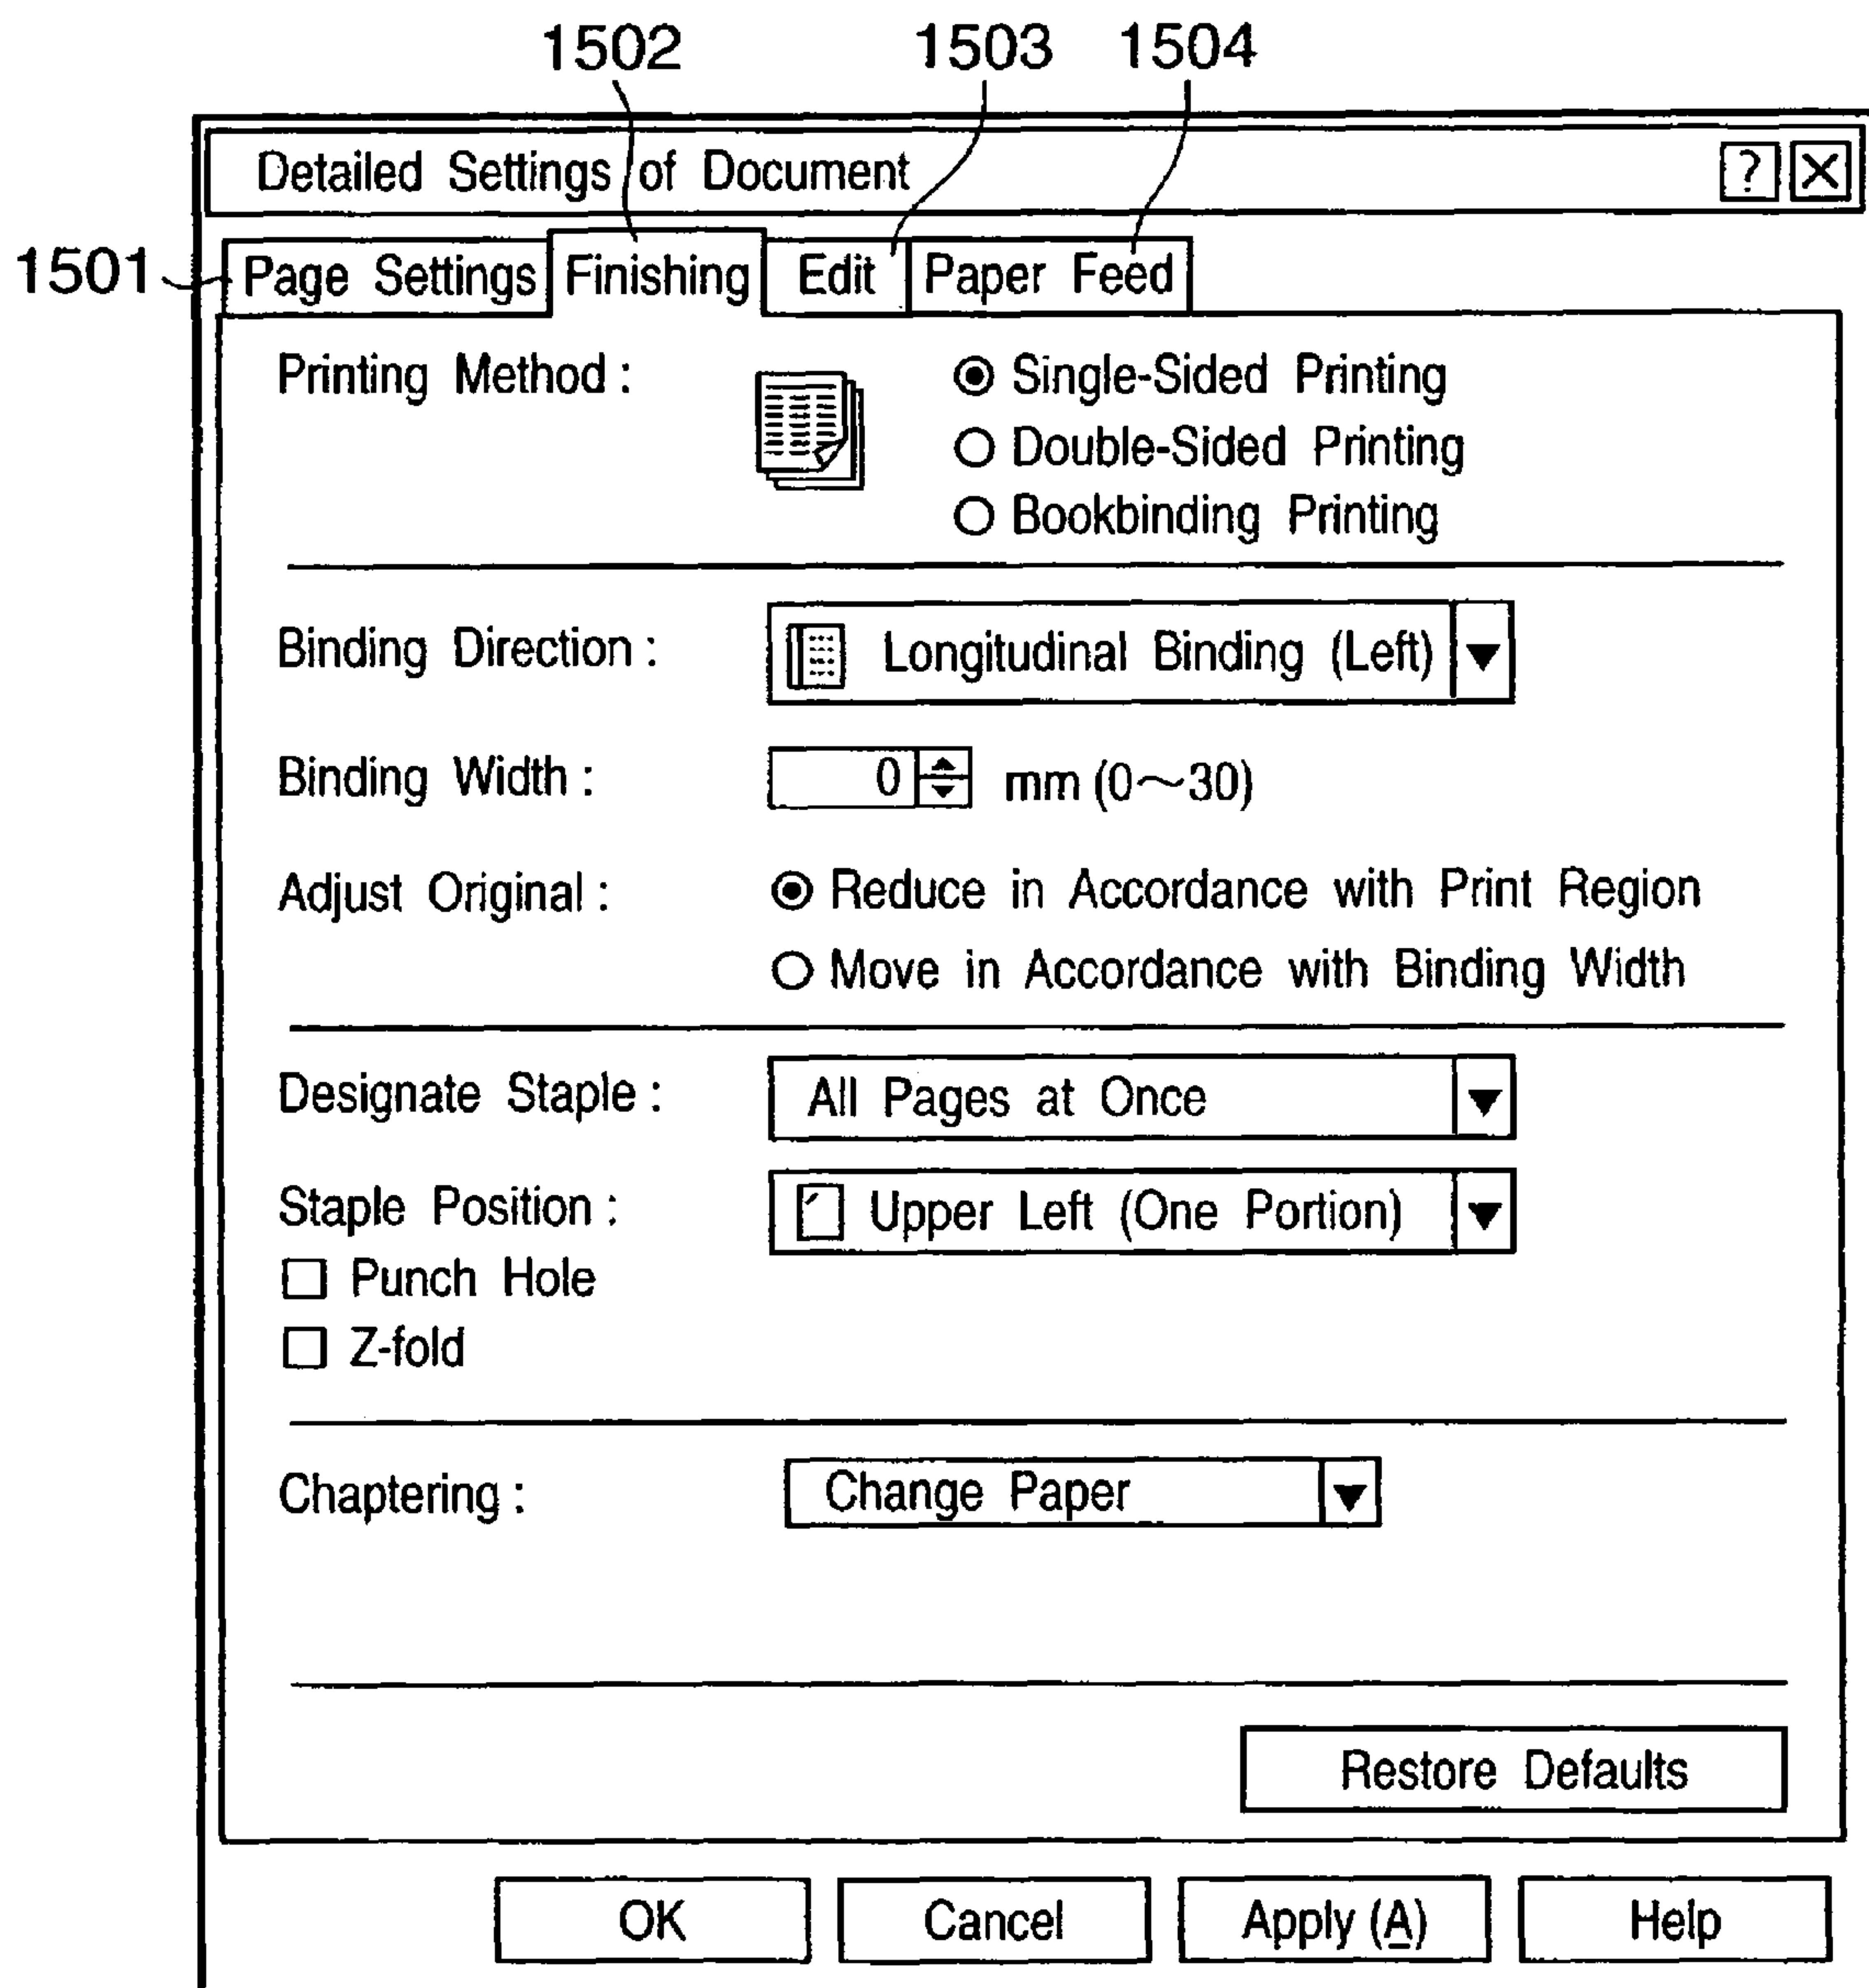 1502 1503 1504
Detailed Settings of Document ? X
1501 Page Settings Finishing Edit Paper Feed
Printing Method : Single-Sided Printing
Double-Sided Printing
Bookbinding Printing
Binding Direction : Longitudinal Binding (Left)
Binding Width : 0 mm (0～30)
Adjust Original : Reduce in Accordance with Print Region
Move in Accordance with Binding Width
Designate Staple : All Pages at Once
Staple Position : Upper Left (One Portion)
Punch Hole
Z-fold
Chaptering : Change Paper
Restore Defaults
OK Cancel Apply (A) Help